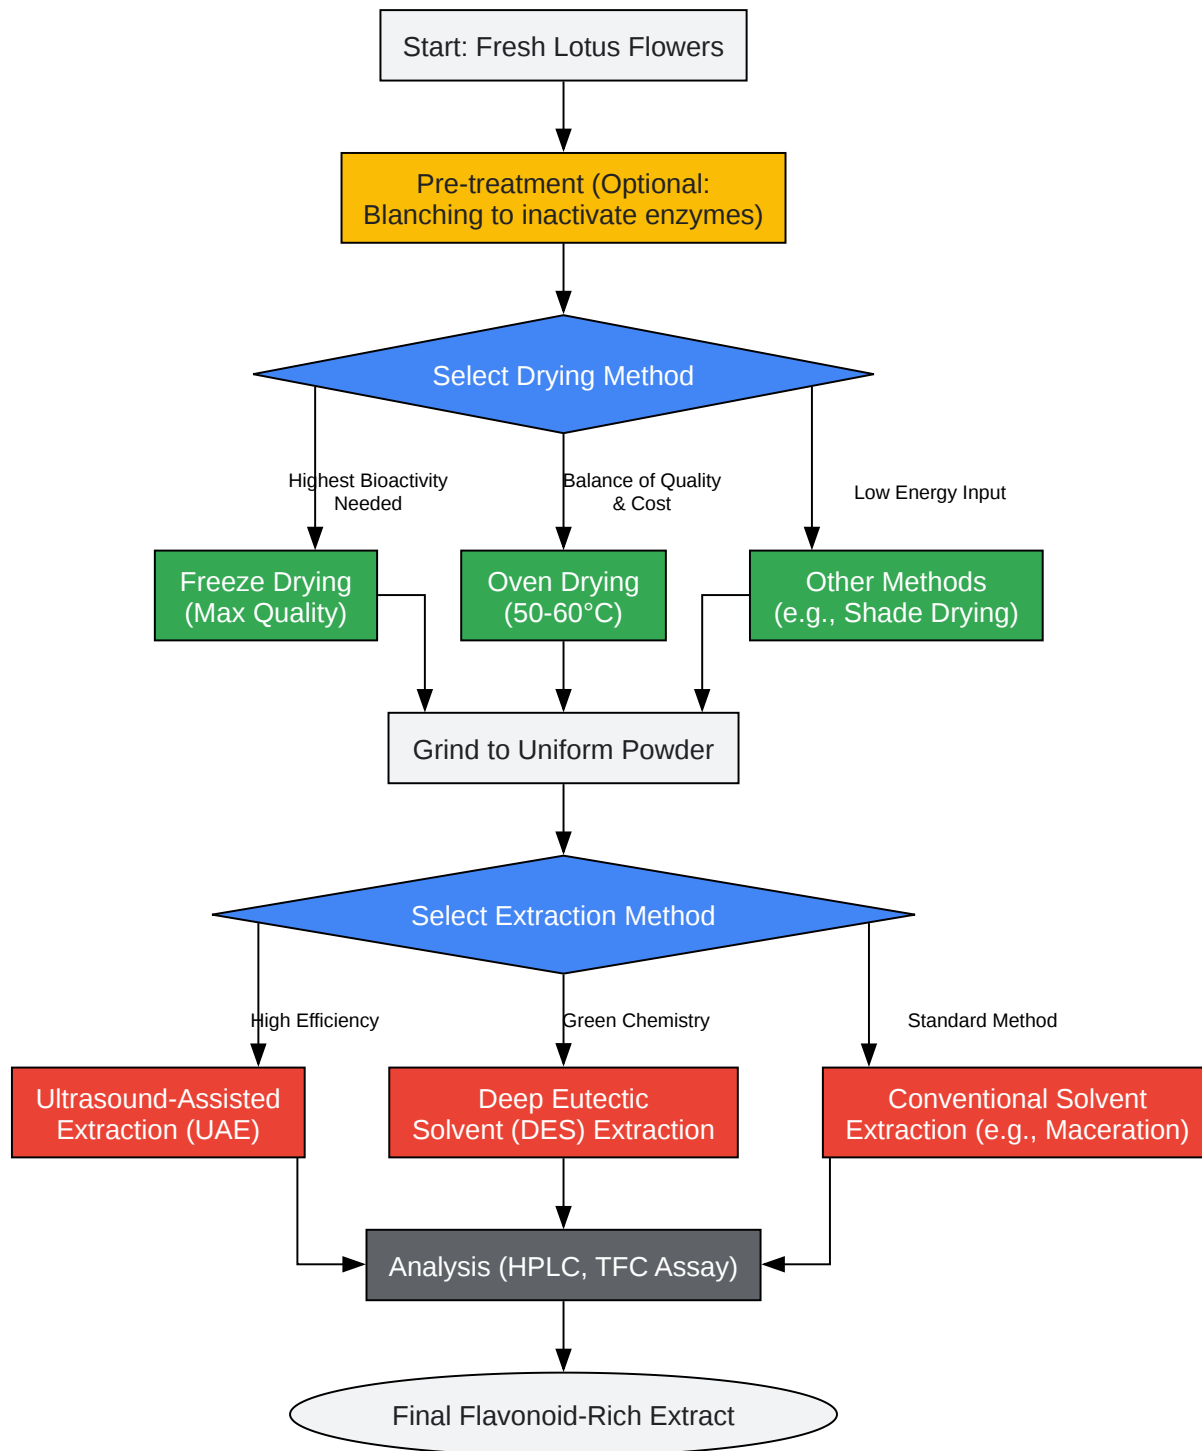 Start: Fresh Lotus Flowers
Pre-treatment (Optional:
Blanching to inactivate enzymes)
Select Drying Method
Highest Bioactivity
Needed
Balance of Quality
& Cost
Low Energy Input
Freeze Drying
(Max Quality)
Oven Drying
(50-60°C)
Other Methods
(e.g., Shade Drying)
Grind to Uniform Powder
Select Extraction Method
High Efficiency
Green Chemistry
Standard Method
Ultrasound-Assisted
Extraction (UAE)
Deep Eutectic
Solvent (DES) Extraction
Conventional Solvent
Extraction (e.g., Maceration)
Analysis (HPLC, TFC Assay)
Final Flavonoid-Rich Extract